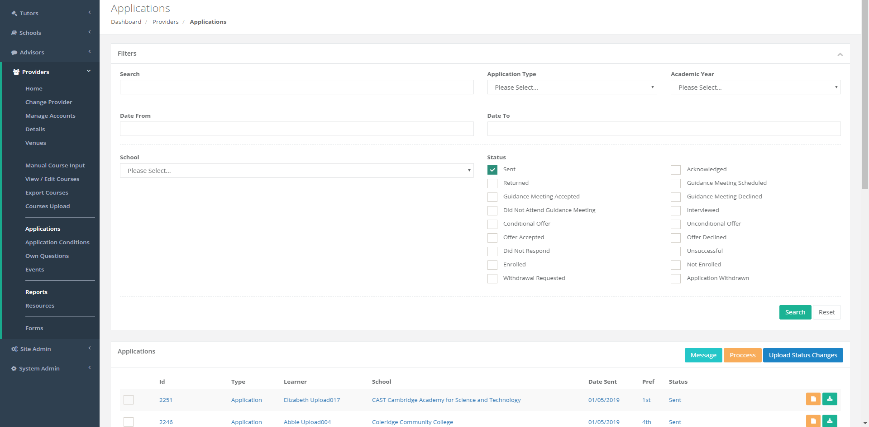 Tutors
Schools
Advisors
Providers
Home
Change Provider
Manage Accounts
Details
Venues
Manual Course Input
View / Edit Courses
Export Courses
Courses Upload
Applications
Application Conditions
Own Questions
Events
Reports
Resources
Forms
Site Admin
System Admin
Applications
Dashboard / Providers / Applications
Filters
Search
Application Type
Academic Year
Please Select...
Please Select...
Date From
Date To
School
Please Select...
Status
Sent
Acknowledged
Returned
Guidance Meeting Scheduled
Guidance Meeting Accepted
Guidance Meeting Declined
Did Not Attend Guidance Meeting
Interviewed
Conditional Offer
Unconditional Offer
Offer Accepted
Offer Declined
Did Not Respond
Unsuccessful
Enrolled
Not Enrolled
Withdrawal Requested
Application Withdrawn
Search
Reset
Applications
Message
Process
Upload Status Changes
Id Type Learner School Date Sent Pref Status
2251 Application Elizabeth Upload017 CAST Cambridge Academy for Science and Technology 01/05/2019 1st Sent
2246 Application Abbie Upload004 Coleridge Community College 01/05/2019 4th Sent